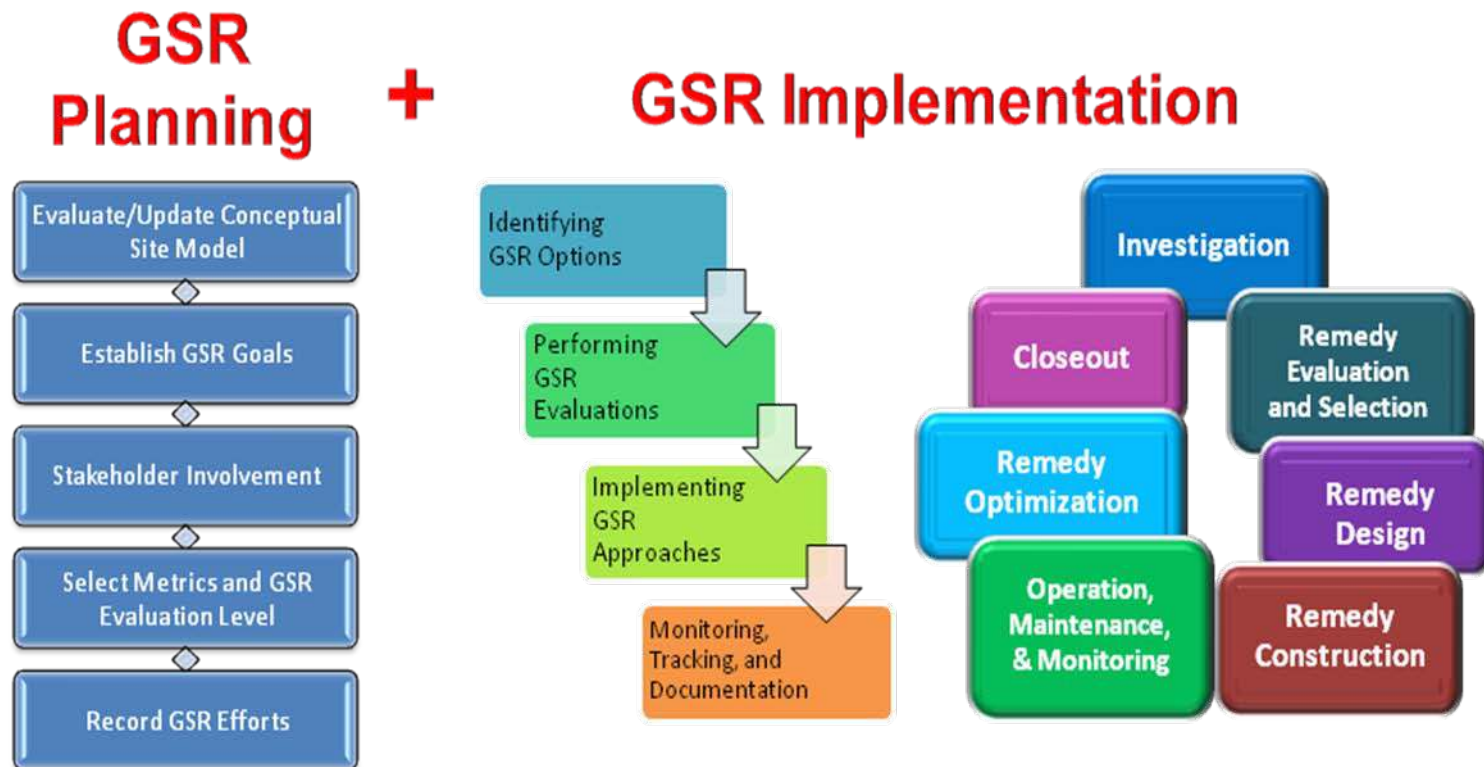 GSR
Planning
+
GSR Implementation
Evaluate/Update Conceptual
Site Model
Establish GSR Goals
Stakeholder Involvement
Select Metrics and GSR
Evaluation Level
Record GSR Efforts
Identifying
GSR Options
Performing
GSR
Evaluations
Implementing
GSR
Approaches
Monitoring,
Tracking, and
Documentation
Investigation
Closeout
Remedy
Evaluation
and Selection
Remedy
Optimization
Remedy
Design
Operation,
Maintenance,
& Monitoring
Remedy
Construction